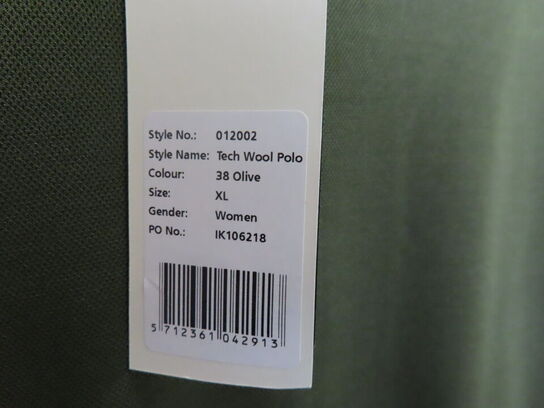 Style No.: 012002
Style Name: Tech Wool Polo
Colour: 38 Olive
Size: XL
Gender: Women
PO No.: IK106218
5 712361 042913